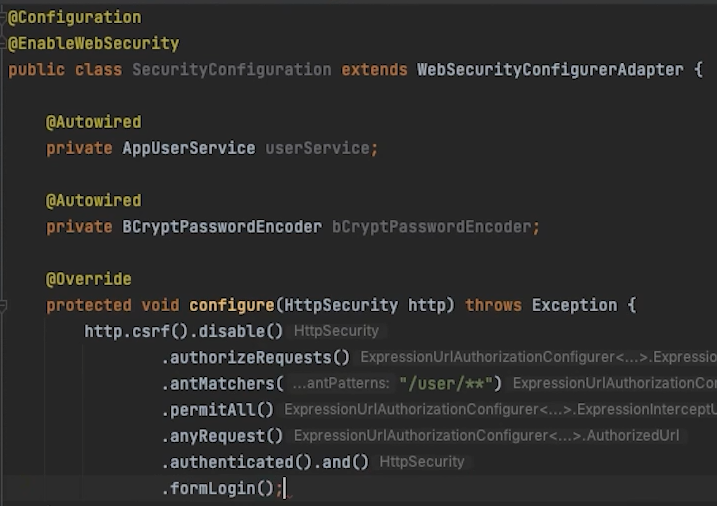 @Configuration
@EnableWebSecurity
public class SecurityConfiguration extends WebSecurityConfigurerAdapter {
@Autowired
private AppUserService userService;
@Autowired
private BCryptPasswordEncoder bCryptPasswordEncoder;
@Override
protected void configure(HttpSecurity http) throws Exception {
http.csrf().disable() HttpSecurity
.authorizeRequests() ExpressionUrlAuthorizationConfigurer<...>.Expressio
.antMatchers( ...antPatterns: "/user/**") ExpressionUrlAuthorizationCon
.permitAll() ExpressionUrlAuthorizationConfigurer<...>.ExpressionInterceptU
.anyRequest() ExpressionUrlAuthorizationConfigurer<...>.AuthorizedUrl
.authenticated().and() HttpSecurity
.formLogin();